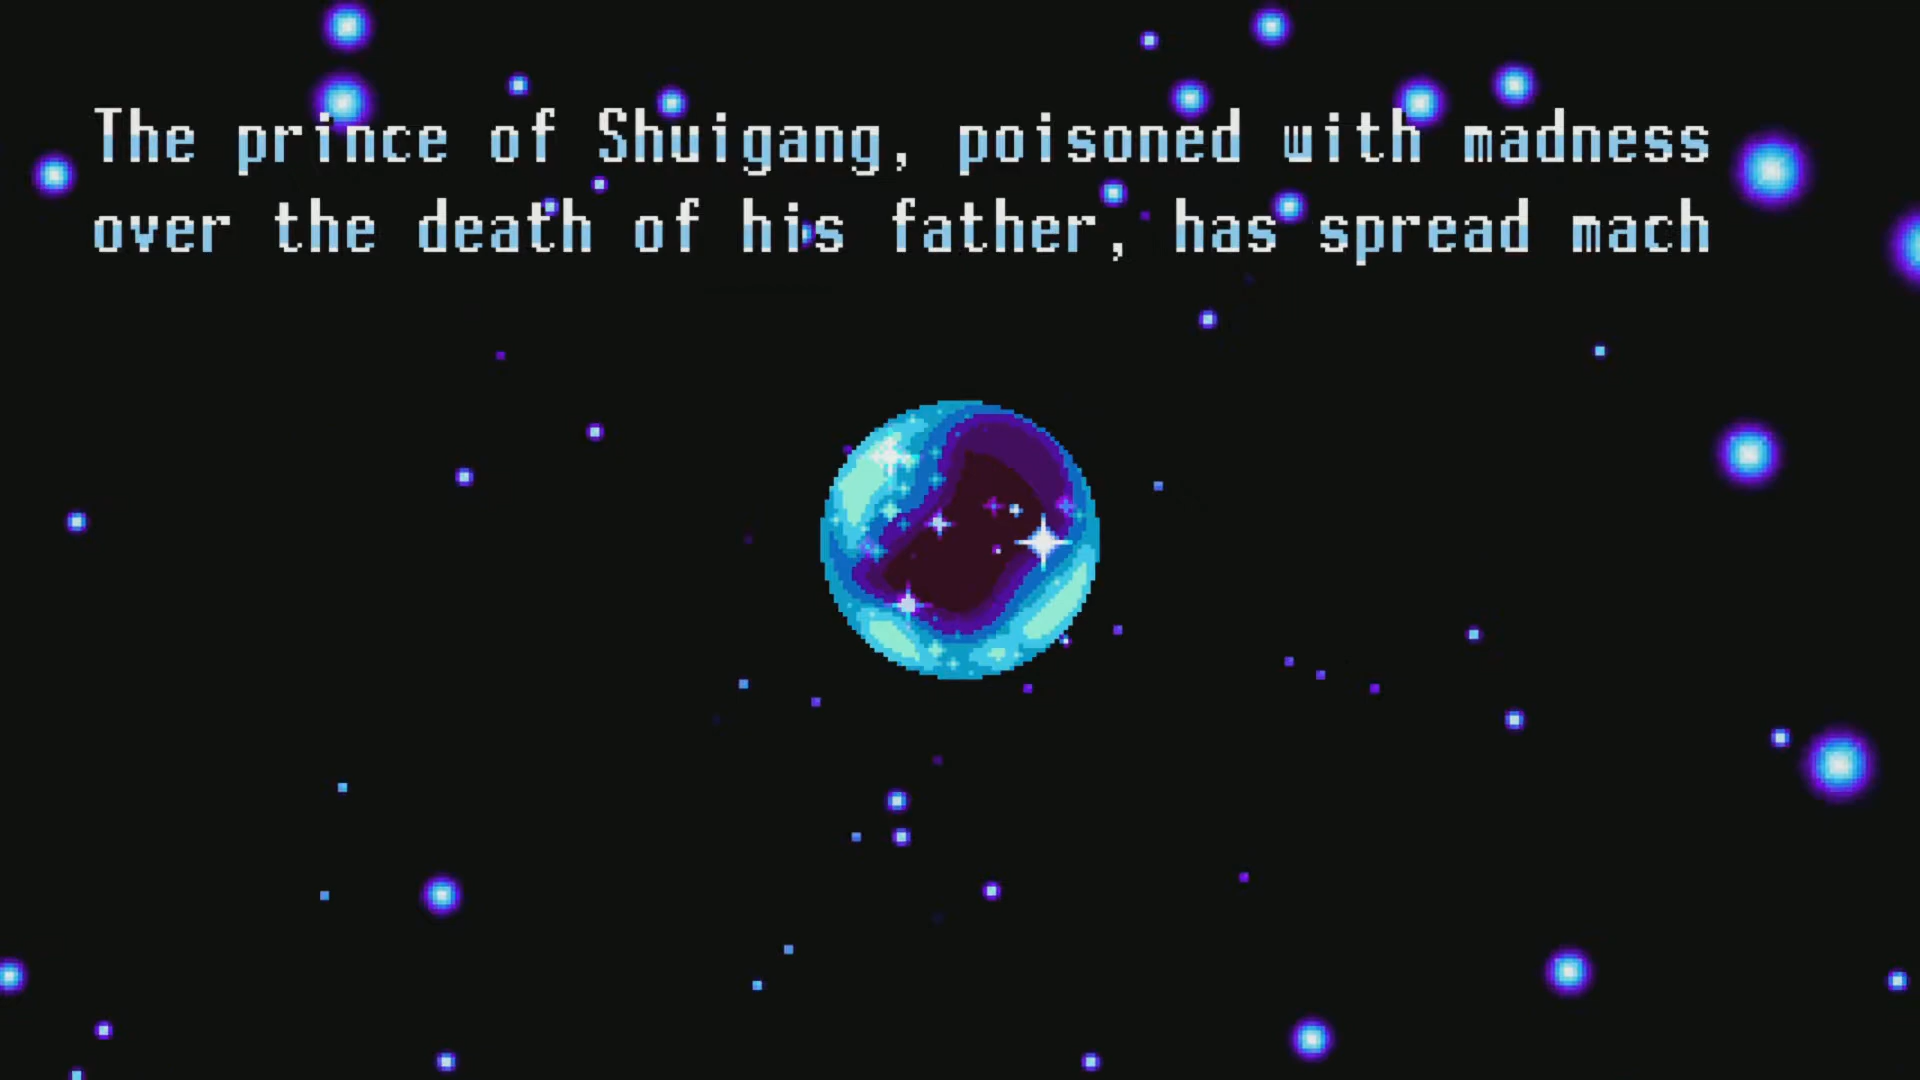 The prince of Shuigang, poisoned with madness
over the death of his father, has spread mach